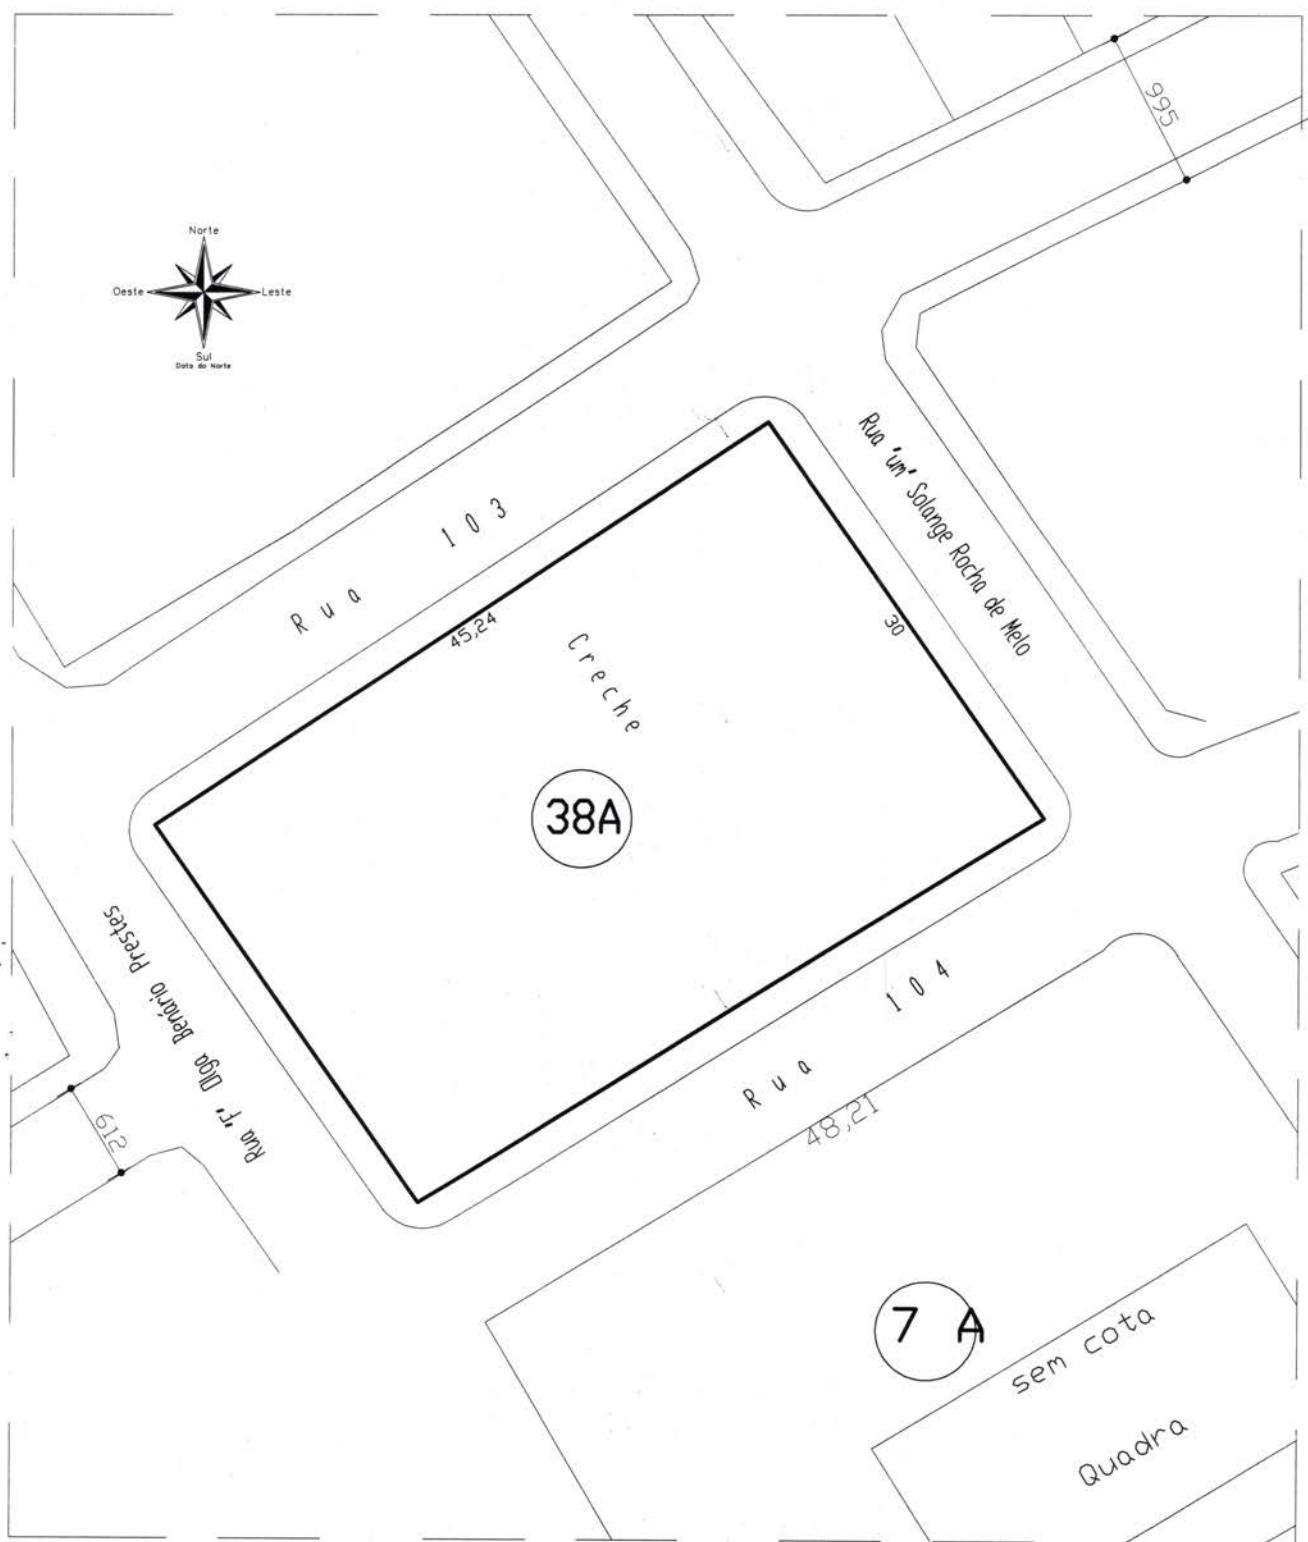 995
Norte
Oeste
Leste
Sul
Data do Norte
Rua "um" Solange Rocha de Melo
Rua 103
45,24
30
Creche
38A
Rua "F" Olga Benário Prestes
Rua 104
612
48,21
7 A
sem cota
Quadra